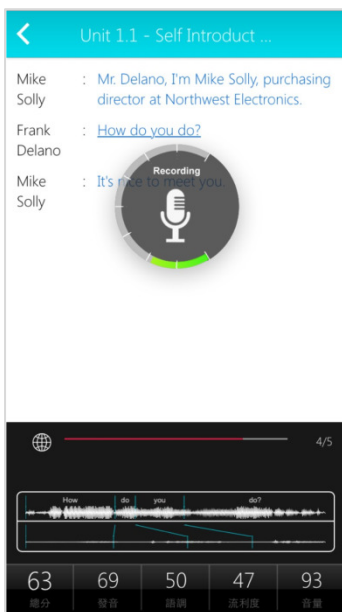 Unit 1.1 - Self Introduct ...
Mike Solly : Mr. Delano, I'm Mike Solly, purchasing
director at Northwest Electronics.
Frank Delano : How do you do?
Mike Solly : It's nice to meet you.
Recording
4/5
How do you do?
63 69 50 47 93
總分 發音 語調 流利度 音量